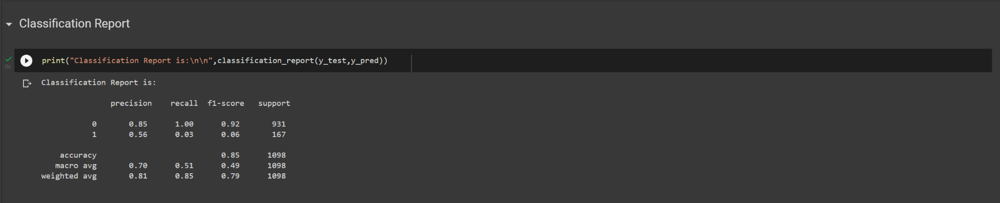 Classification Report
print("Classification Report is:\n\n",classification_report(y_test,y_pred))
0s
Classification Report is:
precision recall f1-score support
0 0.85 1.00 0.92 931
1 0.56 0.03 0.06 167
accuracy 0.85 1098
macro avg 0.70 0.51 0.49 1098
weighted avg 0.81 0.85 0.79 1098